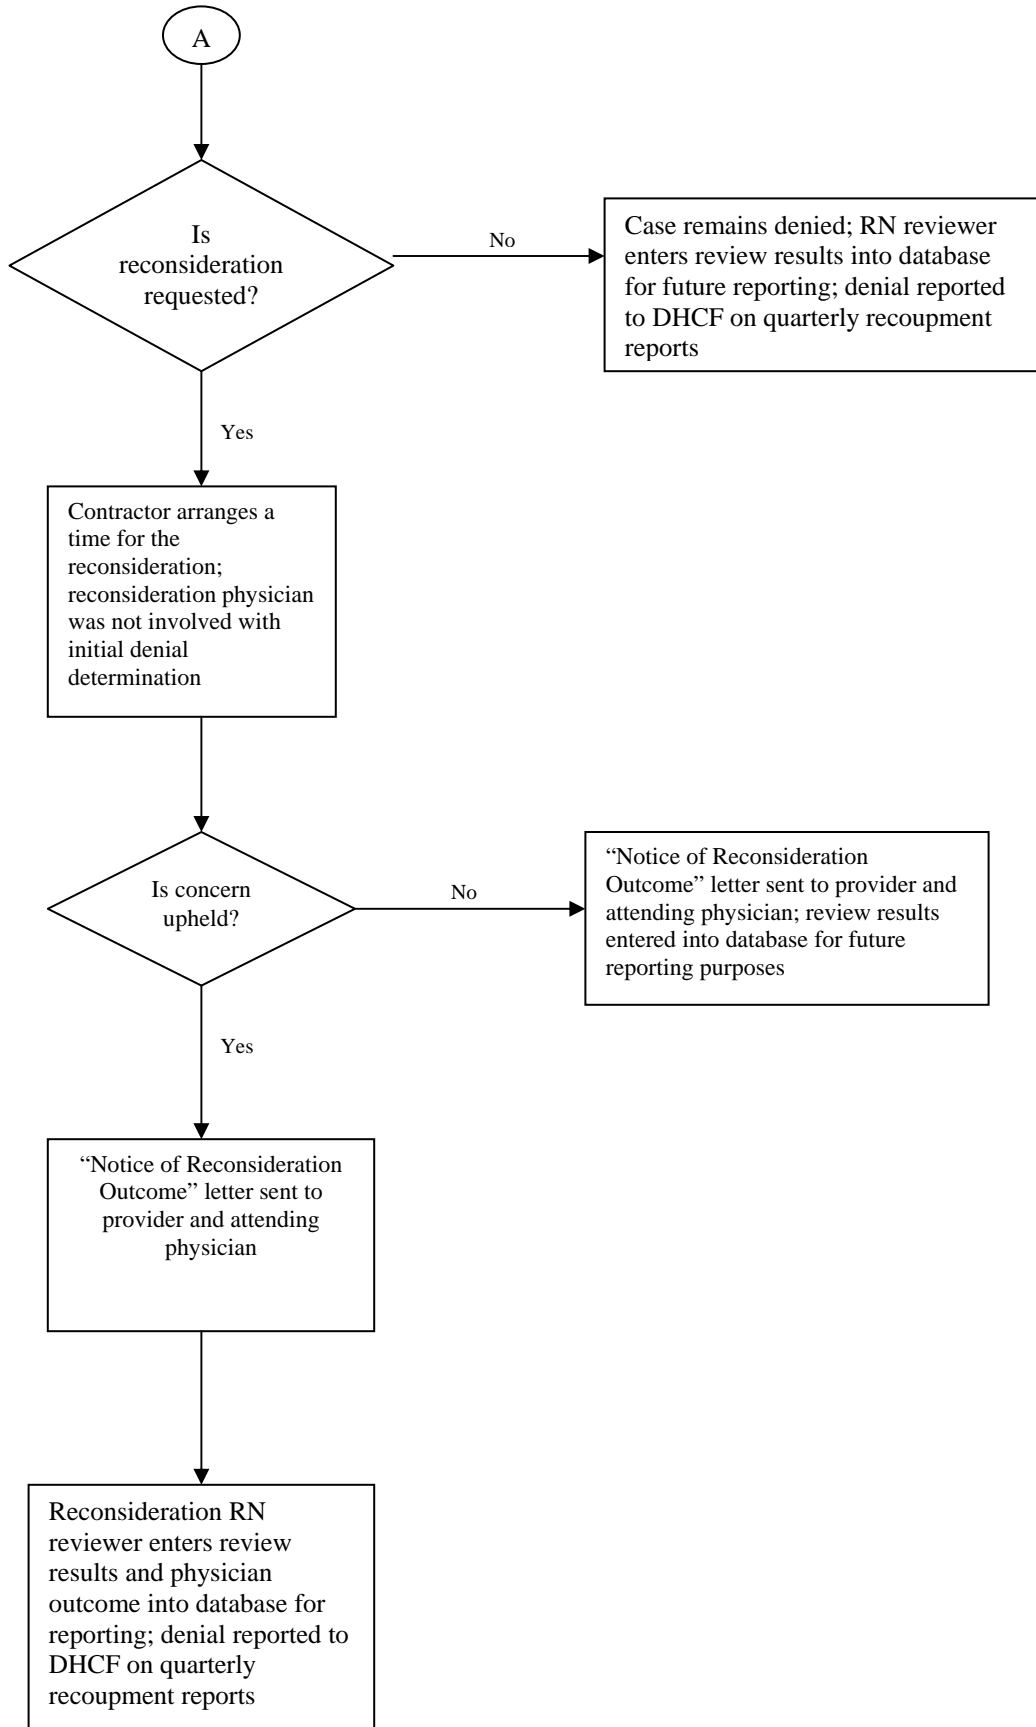 A
Is
reconsideration
requested?
No
Case remains denied; RN reviewer
enters review results into database
for future reporting; denial reported
to DHCF on quarterly recoupment
reports
Yes
Contractor arranges a
time for the
reconsideration;
reconsideration physician
was not involved with
initial denial
determination
Is concern
upheld?
No
“Notice of Reconsideration
Outcome” letter sent to provider and
attending physician; review results
entered into database for future
reporting purposes
Yes
“Notice of Reconsideration
Outcome” letter sent to
provider and attending
physician
Reconsideration RN
reviewer enters review
results and physician
outcome into database for
reporting; denial reported to
DHCF on quarterly
recoupment reports